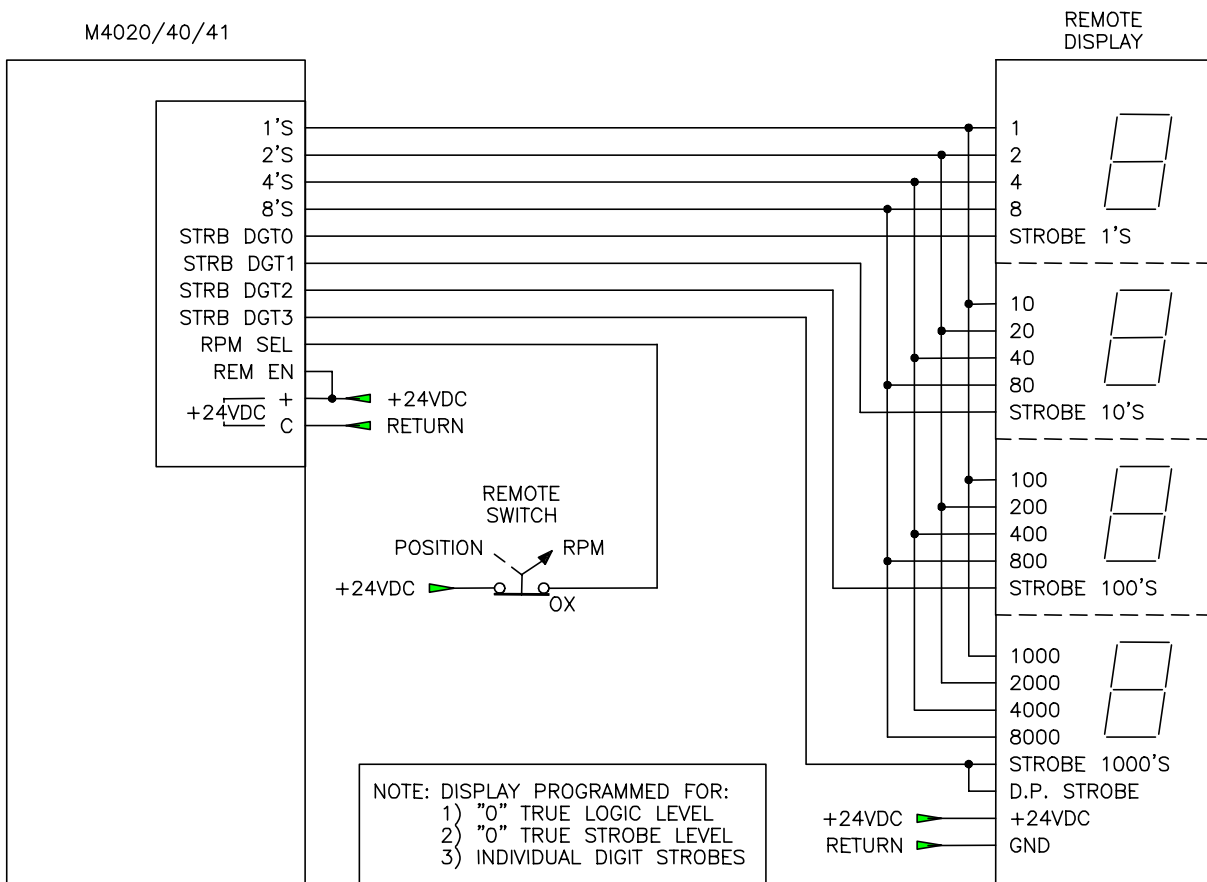 M4020/40/41
1'S
2'S
4'S
8'S
STRB DGT0
STRB DGT1
STRB DGT2
STRB DGT3
RPM SEL
REM EN
+24VDC
+
C
+24VDC
RETURN
REMOTE
SWITCH
POSITION
RPM
+24VDC
OX
NOTE: DISPLAY PROGRAMMED FOR:
1) "0" TRUE LOGIC LEVEL
2) "0" TRUE STROBE LEVEL
3) INDIVIDUAL DIGIT STROBES
REMOTE
DISPLAY
1
2
4
8
STROBE 1'S
10
20
40
80
STROBE 10'S
100
200
400
800
STROBE 100'S
1000
2000
4000
8000
STROBE 1000'S
D.P. STROBE
+24VDC
+24VDC
RETURN
GND